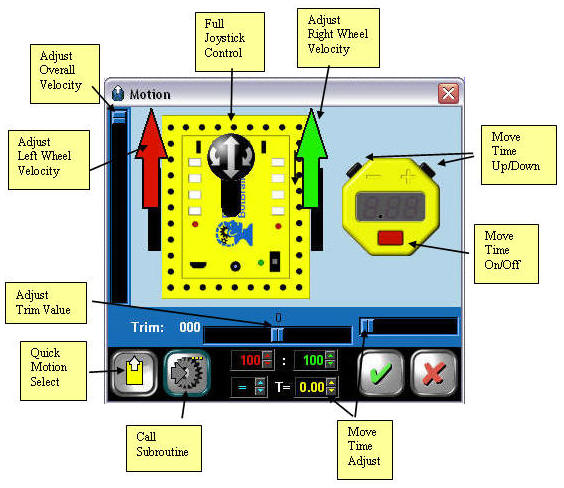 Full
Joystick
Control
Adjust
Right Wheel
Velocity
Adjust
Overall
Velocity
Motion
Adjust
Left Wheel
Velocity
Move
Time
Up/Down
- +
8.88
Move
Time
On/Off
Adjust
Trim Value
0
Trim: 000
Quick
Motion
Select
100 : 100
= T= 0.00
Call
Subroutine
Move
Time
Adjust